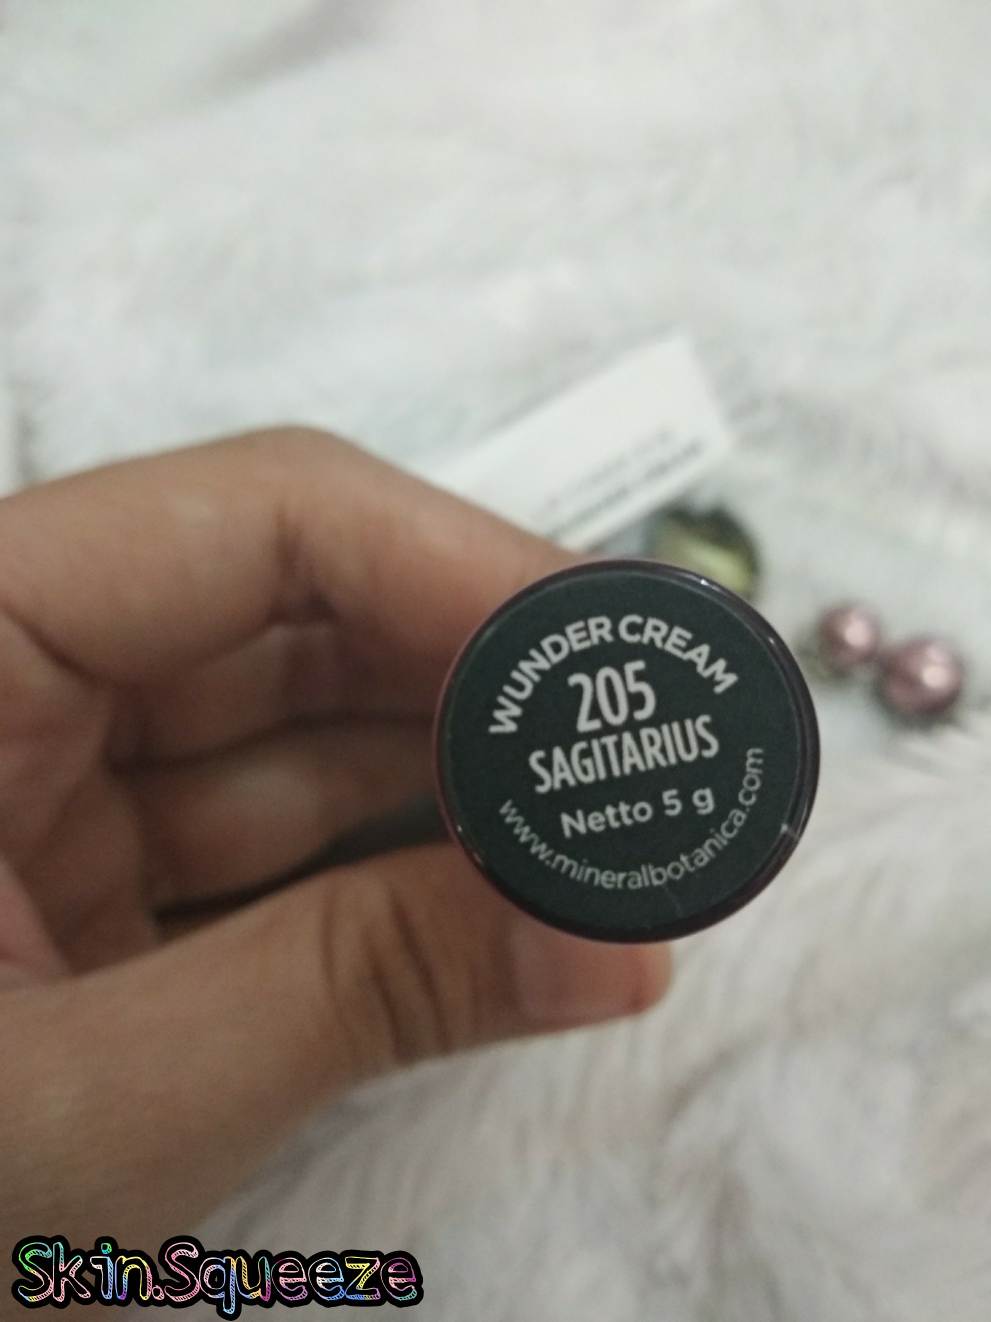 WUNDER CREAM
205
SAGITARIUS
Netto 5 g
www.mineralbotanica.com
Skin.Squeeze